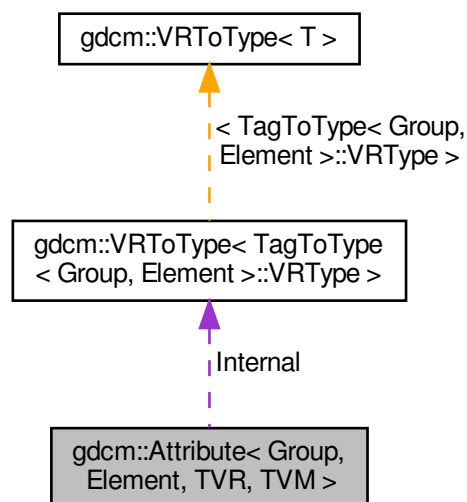 gdcm::VRToType< T >
< TagToType< Group,
Element >::VRType >
gdcm::VRToType< TagToType
< Group, Element >::VRType >
Internal
gdcm::Attribute< Group,
Element, TVR, TVM >